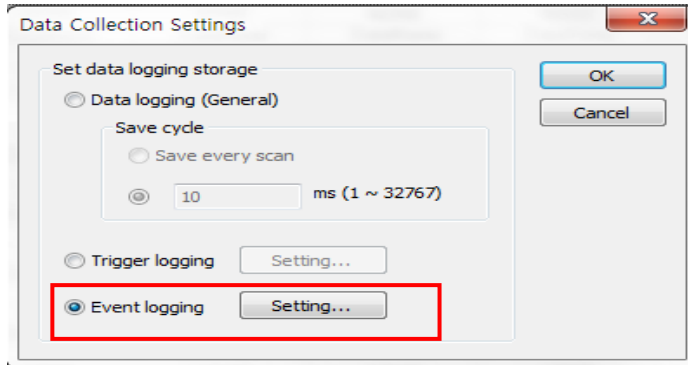 Data Collection Settings
Set data logging storage
Data logging (General)
Save cycle
Save every scan
10 ms (1 ~ 32767)
Trigger logging Setting...
Event logging Setting...
OK
Cancel